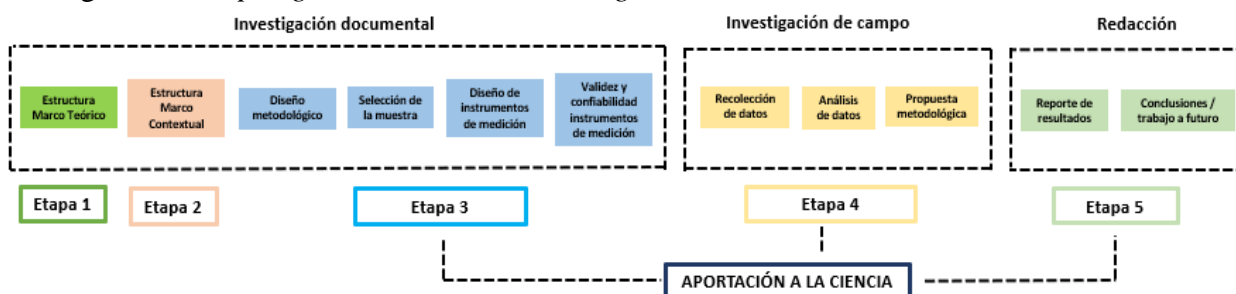 Investigación documental
Investigación de campo
Redacción
Estructura
Marco Teórico
Estructura
Marco
Contextual
Diseño
metodológico
Selección de
la muestra
Diseño de
instrumentos
de medición
Validez y
confiabilidad
instrumentos
de medición
Recolección
de datos
Análisis
de datos
Propuesta
metodológica
Reporte de
resultados
Conclusiones /
trabajo a futuro
Etapa 1
Etapa 2
Etapa 3
Etapa 4
Etapa 5
APORTACIÓN A LA CIENCIA